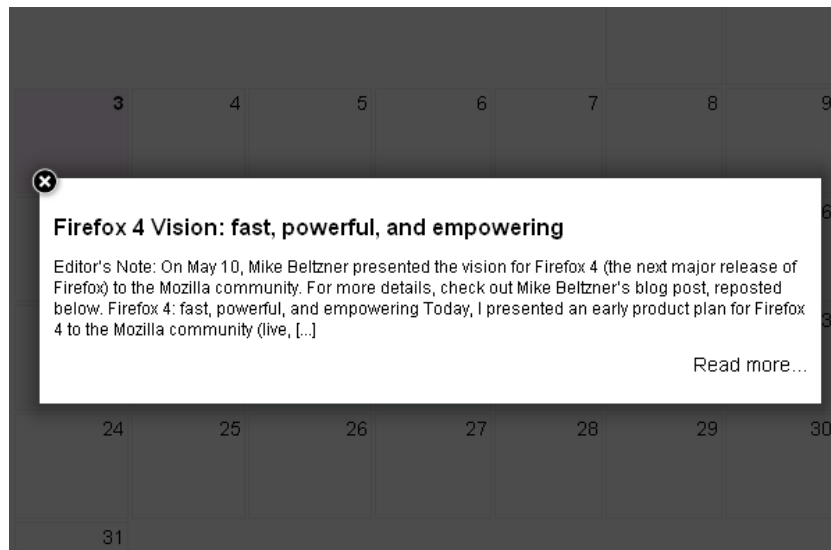 3 4 5 6 7 8 9
Firefox 4 Vision: fast, powerful, and empowering
Editor's Note: On May 10, Mike Beltzner presented the vision for Firefox 4 (the next major release of
Firefox) to the Mozilla community. For more details, check out Mike Beltzner's blog post, reposted
below. Firefox 4: fast, powerful, and empowering Today, I presented an early product plan for Firefox
4 to the Mozilla community (live, [...]
Read more...
24 25 26 27 28 29 30
31